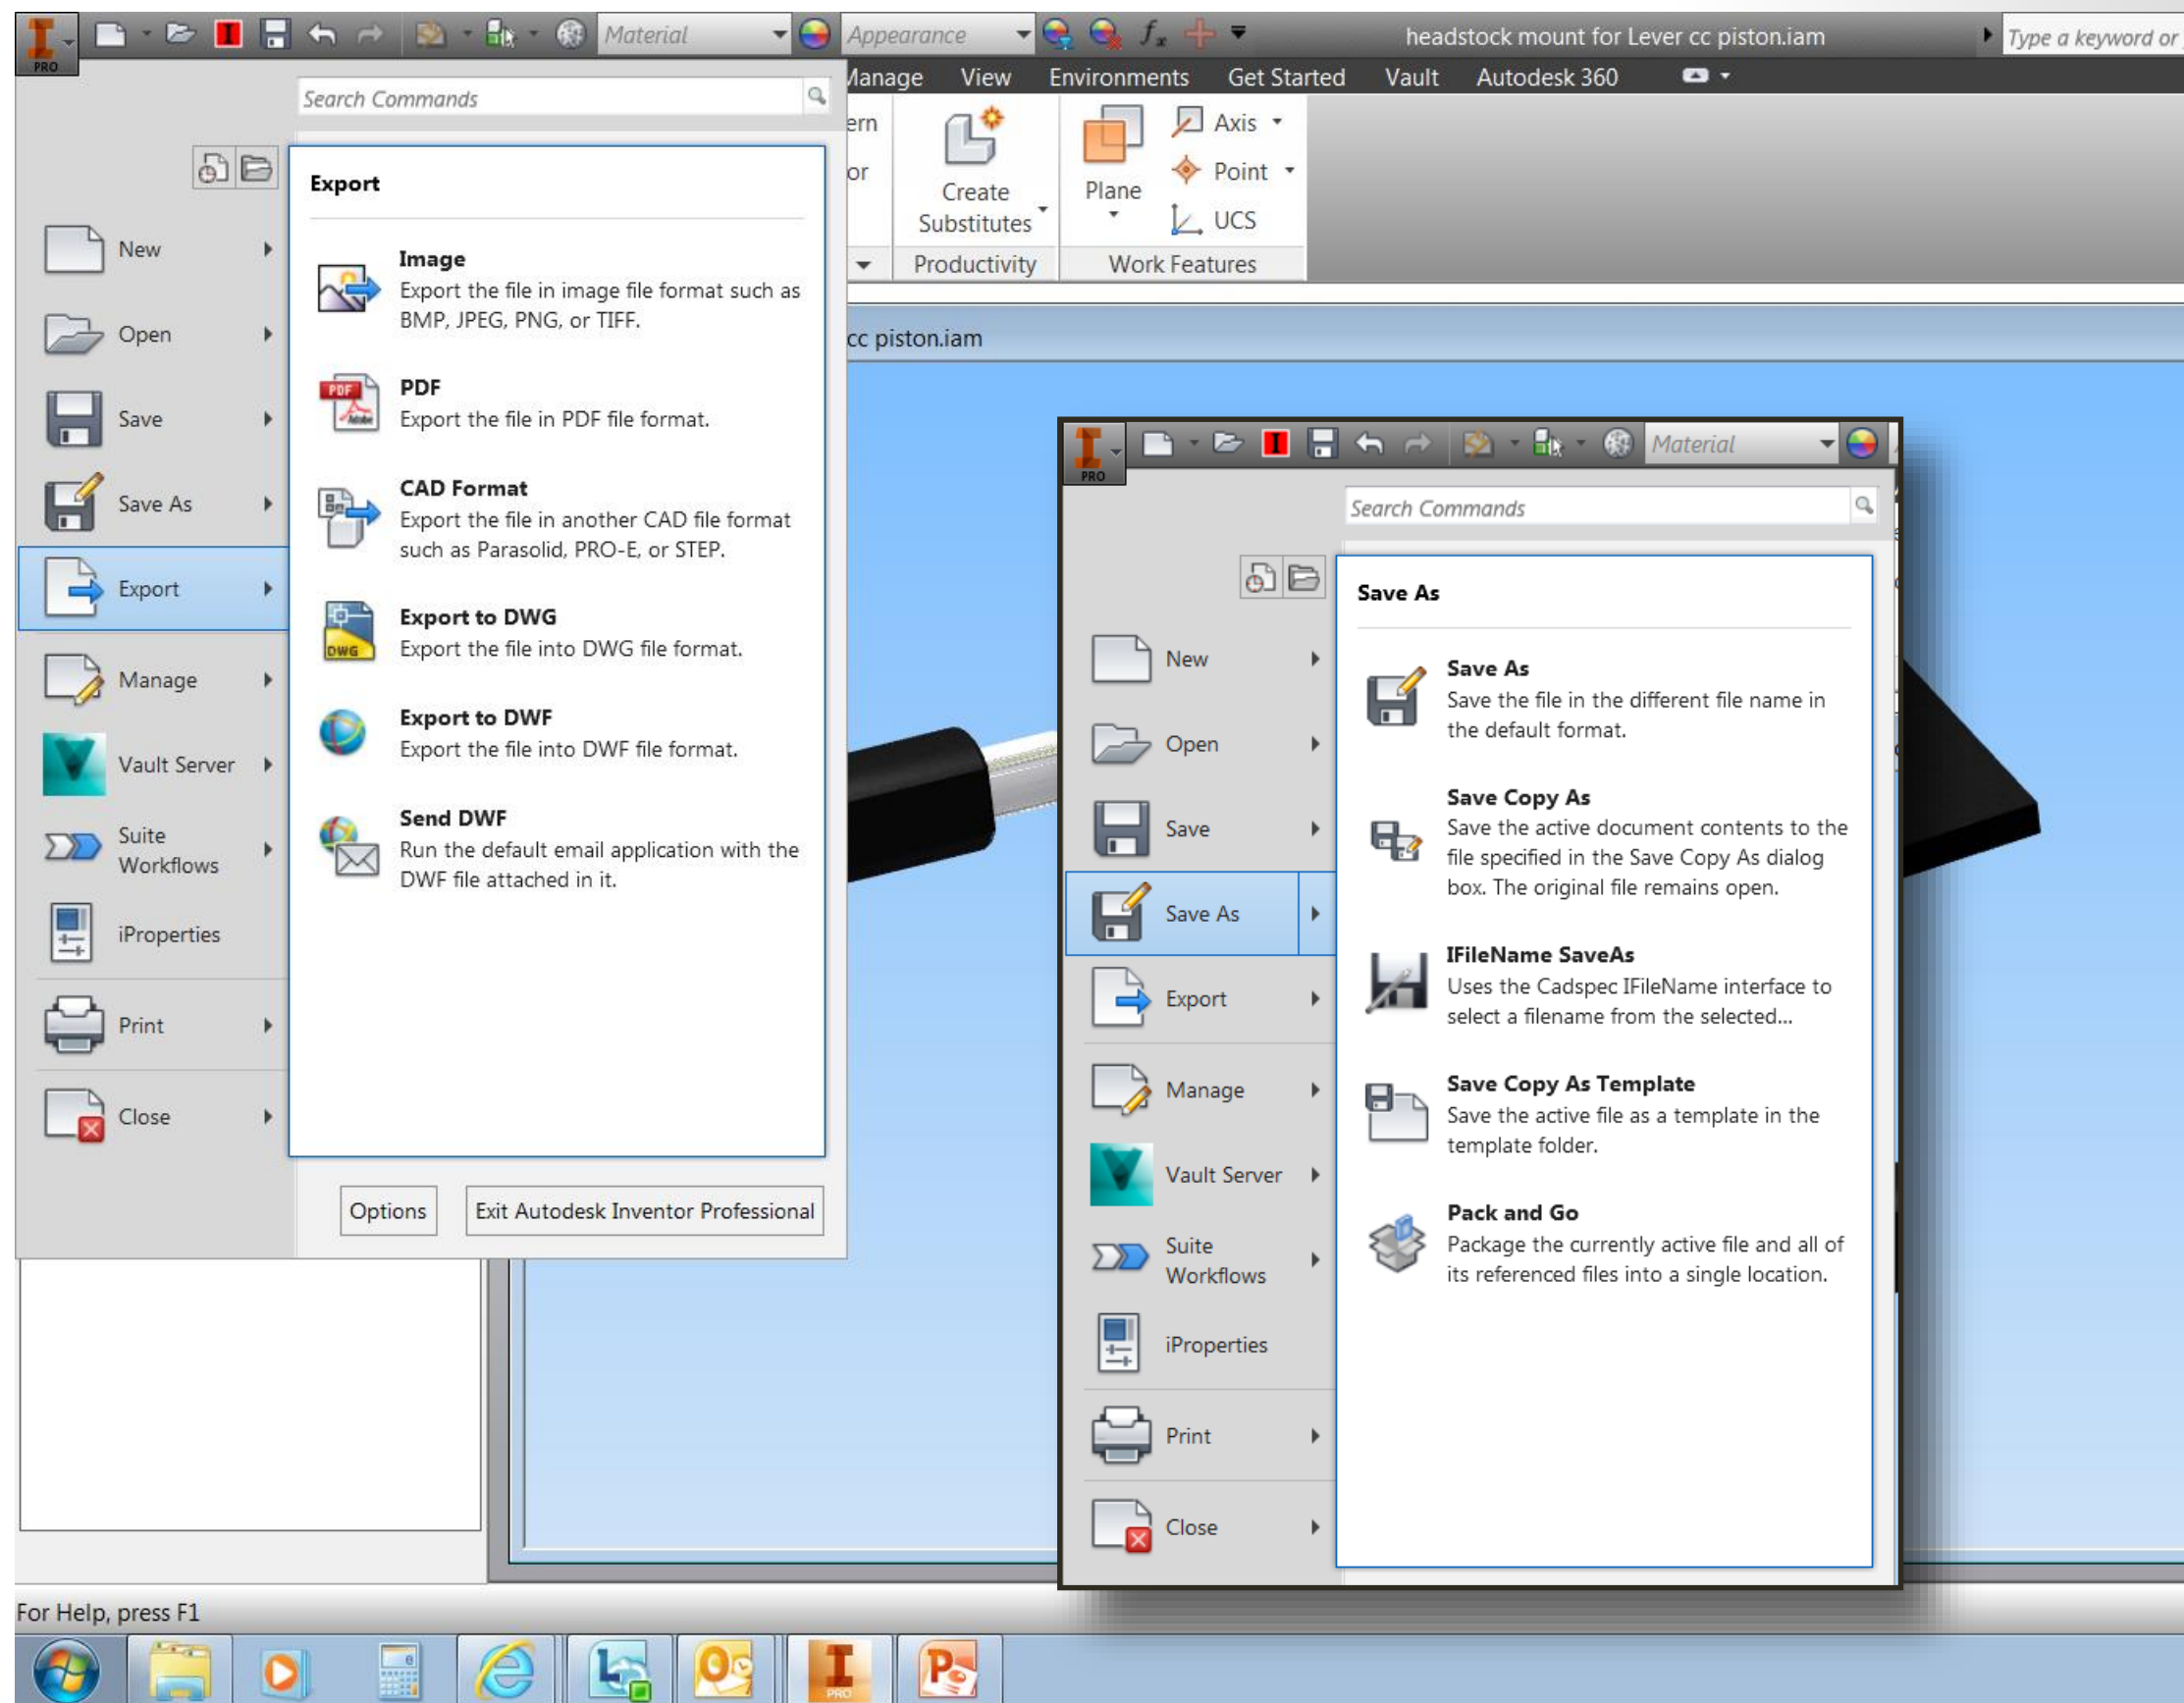 Material
Appearance
headstock mount for Lever cc piston.iam
Type a keyword or
PRO
Manage View Environments Get Started Vault Autodesk 360
Search Commands
Export
New
Open
Save
Save As
Export
Manage
Vault Server
Suite
Workflows
iProperties
Print
Close
Image
Export the file in image file format such as
BMP, JPEG, PNG, or TIFF.
PDF
Export the file in PDF file format.
CAD Format
Export the file in another CAD file format
such as Parasolid, PRO-E, or STEP.
Export to DWG
Export the file into DWG file format.
Export to DWF
Export the file into DWF file format.
Send DWF
Run the default email application with the
DWF file attached in it.
Options
Exit Autodesk Inventor Professional
ern
or
Create
Substitutes
Productivity
Plane
Axis
Point
UCS
Work Features
cc piston.iam
Material
PRO
Search Commands
Save As
New
Open
Save
Save As
Export
Manage
Vault Server
Suite
Workflows
iProperties
Print
Close
Save As
Save the file in the different file name in
the default format.
Save Copy As
Save the active document contents to the
file specified in the Save Copy As dialog
box. The original file remains open.
IFileName SaveAs
Uses the Cadspec IFileName interface to
select a filename from the selected...
Save Copy As Template
Save the active file as a template in the
template folder.
Pack and Go
Package the currently active file and all of
its referenced files into a single location.
For Help, press F1
PRO